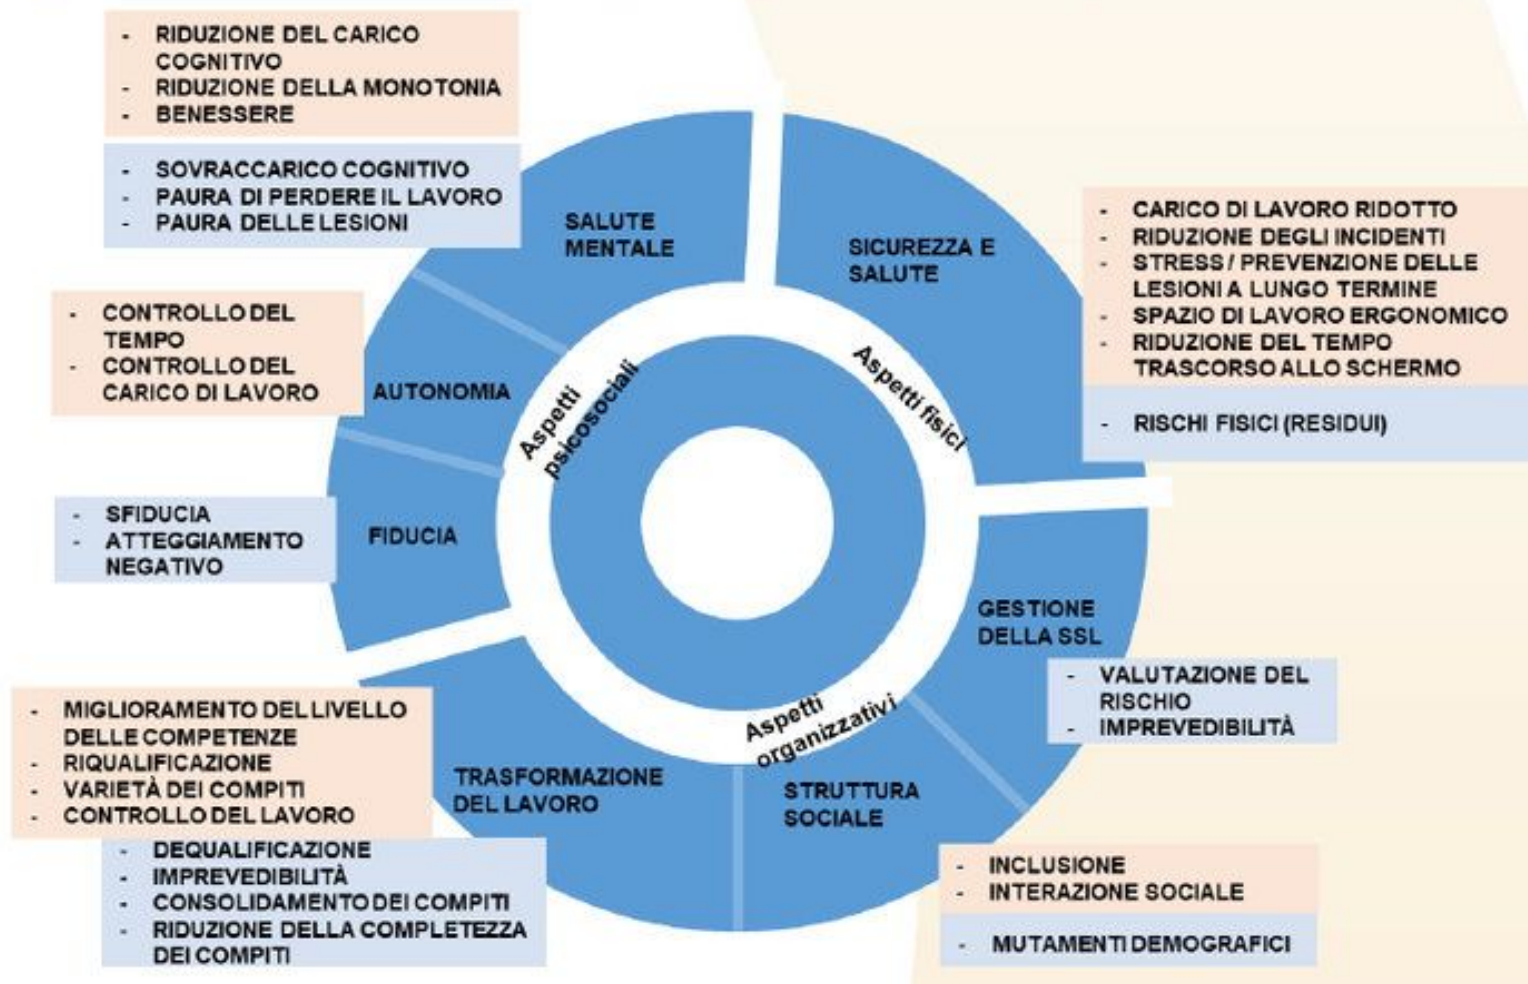 - RIDUZIONE DEL CARICO
COGNITIVO
- RIDUZIONE DELLA MONOTONIA
- BENESSERE
- SOVRACCARICO COGNITIVO
- PAURA DI PERDERE IL LAVORO
- PAURA DELLE LESIONI
SALUTE
MENTALE
SICUREZZA E
SALUTE
- CARICO DI LAVORO RIDOTTO
- RIDUZIONE DEGLI INCIDENTI
- STRESS / PREVENZIONE DELLE
LESIONI A LUNGO TERMINE
- SPAZIO DI LAVORO ERGONOMICO
- RIDUZIONE DEL TEMPO
TRASCORSO ALLO SCHERMO
- RISCHI FISICI (RESIDUI)
- CONTROLLO DEL
TEMPO
- CONTROLLO DEL
CARICO DI LAVORO
AUTONOMIA
Aspetti
psicosociali
Aspetti fisici
- SFIDUCIA
- ATTEGGIAMENTO
NEGATIVO
FIDUCIA
GESTIONE
DELLA SSL
- VALUTAZIONE DEL
RISCHIO
- IMPREVEDIBILITÀ
Aspetti
organizzativi
- MIGLIORAMENTO DEL LIVELLO
DELLE COMPETENZE
- RIQUALIFICAZIONE
- VARIETÀ DEI COMPITI
- CONTROLLO DEL LAVORO
- DEQUALIFICAZIONE
- IMPREVEDIBILITÀ
- CONSOLIDAMENTO DEI COMPITI
- RIDUZIONE DELLA COMPLETEZZA
DEI COMPITI
TRASFORMAZIONE
DEL LAVORO
STRUTTURA
SOCIALE
- INCLUSIONE
- INTERAZIONE SOCIALE
- MUTAMENTI DEMOGRAFICI